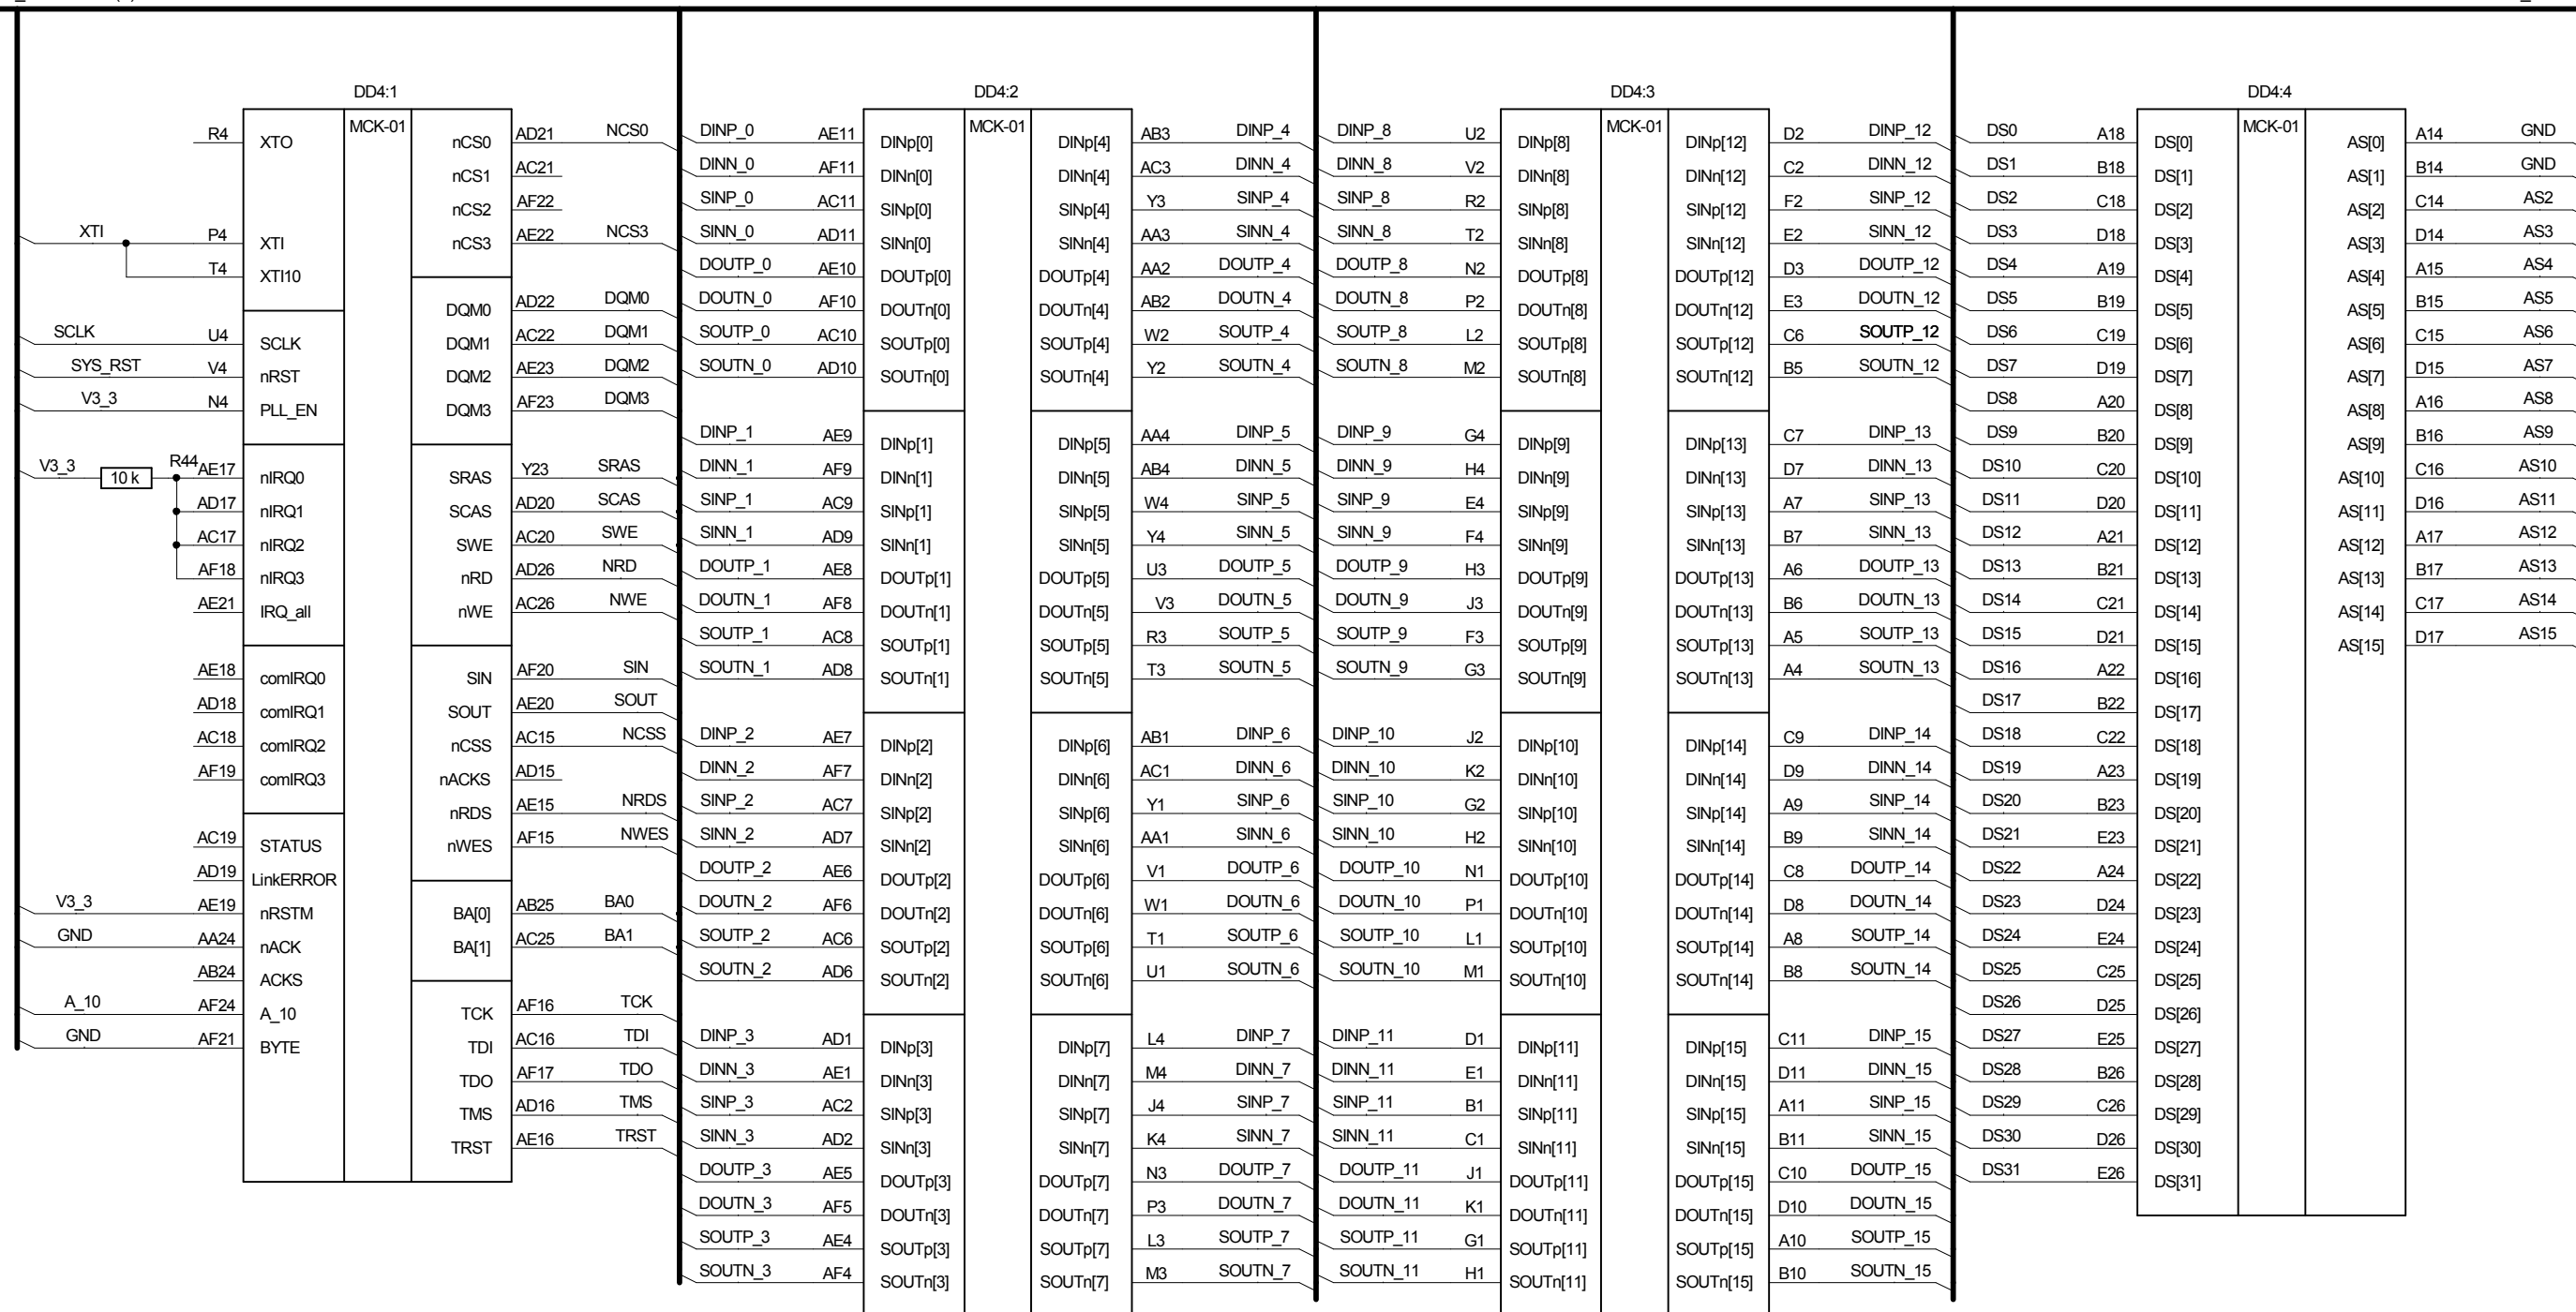 DD4:1
MCK-01
R4 XTO nCS0 AD21 NCS0
nCS1 AC21
nCS2 AF22
XTI P4 XTI nCS3 AE22 NCS3
T4 XTI10
DQM0 AD22 DQM0
SCLK U4 SCLK DQM1 AC22 DQM1
SYS_RST V4 nRST DQM2 AE23 DQM2
V3_3 N4 PLL_EN DQM3 AF23 DQM3
V3_3 10 k R44 AE17 nIRQ0 SRAS Y23 SRAS
AD17 nIRQ1 SCAS AD20 SCAS
AC17 nIRQ2 SWE AC20 SWE
AF18 nIRQ3 nRD AD26 NRD
AE21 IRQ_all nWE AC26 NWE
AE18 comIRQ0 SIN AF20 SIN
AD18 comIRQ1 SOUT AE20 SOUT
AC18 comIRQ2 nCSS AC15 NCSS
AF19 comIRQ3 nACKS AD15
nRDS AE15 NRDS
AC19 STATUS nWES AF15 NWES
AD19 LinkERROR
V3_3 AE19 nRSTM BA[0] AB25 BA0
GND AA24 nACK BA[1] AC25 BA1
AB24 ACKS
A_10 AF24 A_10 TCK AF16 TCK
GND AF21 BYTE TDI AC16 TDI
TDO AF17 TDO
TMS AD16 TMS
TRST AE16 TRST
DD4:2
MCK-01
DINP_0 AE11 DINp[0] DINp[4] AB3 DINP_4
DINN_0 AF11 DINn[0] DINn[4] AC3 DINN_4
SINP_0 AC11 SINp[0] SINp[4] Y3 SINP_4
SINN_0 AD11 SINn[0] SINn[4] AA3 SINN_4
DOUTP_0 AE10 DOUTp[0] DOUTp[4] AA2 DOUTP_4
DOUTN_0 AF10 DOUTn[0] DOUTn[4] AB2 DOUTN_4
SOUTP_0 AC10 SOUTp[0] SOUTp[4] W2 SOUTP_4
SOUTN_0 AD10 SOUTn[0] SOUTn[4] Y2 SOUTN_4
DINP_1 AE9 DINp[1] DINp[5] AA4 DINP_5
DINN_1 AF9 DINn[1] DINn[5] AB4 DINN_5
SINP_1 AC9 SINp[1] SINp[5] W4 SINP_5
SINN_1 AD9 SINn[1] SINn[5] Y4 SINN_5
DOUTP_1 AE8 DOUTp[1] DOUTp[5] U3 DOUTP_5
DOUTN_1 AF8 DOUTn[1] DOUTn[5] V3 DOUTN_5
SOUTP_1 AC8 SOUTp[1] SOUTp[5] R3 SOUTP_5
SOUTN_1 AD8 SOUTn[1] SOUTn[5] T3 SOUTN_5
DINP_2 AE7 DINp[2] DINp[6] AB1 DINP_6
DINN_2 AF7 DINn[2] DINn[6] AC1 DINN_6
SINP_2 AC7 SINp[2] SINp[6] Y1 SINP_6
SINN_2 AD7 SINn[2] SINn[6] AA1 SINN_6
DOUTP_2 AE6 DOUTp[2] DOUTp[6] V1 DOUTP_6
DOUTN_2 AF6 DOUTn[2] DOUTn[6] W1 DOUTN_6
SOUTP_2 AC6 SOUTp[2] SOUTp[6] T1 SOUTP_6
SOUTN_2 AD6 SOUTn[2] SOUTn[6] U1 SOUTN_6
DINP_3 AD1 DINp[3] DINp[7] L4 DINP_7
DINN_3 AE1 DINn[3] DINn[7] M4 DINN_7
SINP_3 AC2 SINp[3] SINp[7] J4 SINP_7
SINN_3 AD2 SINn[3] SINn[7] K4 SINN_7
DOUTP_3 AE5 DOUTp[3] DOUTp[7] N3 DOUTP_7
DOUTN_3 AF5 DOUTn[3] DOUTn[7] P3 DOUTN_7
SOUTP_3 AE4 SOUTp[3] SOUTp[7] L3 SOUTP_7
SOUTN_3 AF4 SOUTn[3] SOUTn[7] M3 SOUTN_7
DD4:3
MCK-01
DINP_8 U2 DINp[8] DINp[12] D2 DINP_12
DINN_8 V2 DINn[8] DINn[12] C2 DINN_12
SINP_8 R2 SINp[8] SINp[12] F2 SINP_12
SINN_8 T2 SINn[8] SINn[12] E2 SINN_12
DOUTP_8 N2 DOUTp[8] DOUTp[12] D3 DOUTP_12
DOUTN_8 P2 DOUTn[8] DOUTn[12] E3 DOUTN_12
SOUTP_8 L2 SOUTp[8] SOUTp[12] C6 SOUTP_12
SOUTN_8 M2 SOUTn[8] SOUTn[12] B5 SOUTN_12
DINP_9 G4 DINp[9] DINp[13] C7 DINP_13
DINN_9 H4 DINn[9] DINn[13] D7 DINN_13
SINP_9 E4 SINp[9] SINp[13] A7 SINP_13
SINN_9 F4 SINn[9] SINn[13] B7 SINN_13
DOUTP_9 H3 DOUTp[9] DOUTp[13] A6 DOUTP_13
DOUTN_9 J3 DOUTn[9] DOUTn[13] B6 DOUTN_13
SOUTP_9 F3 SOUTp[9] SOUTp[13] A5 SOUTP_13
SOUTN_9 G3 SOUTn[9] SOUTn[13] A4 SOUTN_13
DINP_10 J2 DINp[10] DINp[14] C9 DINP_14
DINN_10 K2 DINn[10] DINn[14] D9 DINN_14
SINP_10 G2 SINp[10] SINp[14] A9 SINP_14
SINN_10 H2 SINn[10] SINn[14] B9 SINN_14
DOUTP_10 N1 DOUTp[10] DOUTp[14] C8 DOUTP_14
DOUTN_10 P1 DOUTn[10] DOUTn[14] D8 DOUTN_14
SOUTP_10 L1 SOUTp[10] SOUTp[14] A8 SOUTP_14
SOUTN_10 M1 SOUTn[10] SOUTn[14] B8 SOUTN_14
DINP_11 D1 DINp[11] DINp[15] C11 DINP_15
DINN_11 E1 DINn[11] DINn[15] D11 DINN_15
SINP_11 B1 SINp[11] SINp[15] A11 SINP_15
SINN_11 C1 SINn[11] SINn[15] B11 SINN_15
DOUTP_11 J1 DOUTp[11] DOUTp[15] C10 DOUTP_15
DOUTN_11 K1 DOUTn[11] DOUTn[15] D10 DOUTN_15
SOUTP_11 G1 SOUTp[11] SOUTp[15] A10 SOUTP_15
SOUTN_11 H1 SOUTn[11] SOUTn[15] B10 SOUTN_15
DD4:4
MCK-01
DS0 A18 DS[0] AS[0] A14 GND
DS1 B18 DS[1] AS[1] B14 GND
DS2 C18 DS[2] AS[2] C14 AS2
DS3 D18 DS[3] AS[3] D14 AS3
DS4 A19 DS[4] AS[4] A15 AS4
DS5 B19 DS[5] AS[5] B15 AS5
DS6 C19 DS[6] AS[6] C15 AS6
DS7 D19 DS[7] AS[7] D15 AS7
DS8 A20 DS[8] AS[8] A16 AS8
DS9 B20 DS[9] AS[9] B16 AS9
DS10 C20 DS[10] AS[10] C16 AS10
DS11 D20 DS[11] AS[11] D16 AS11
DS12 A21 DS[12] AS[12] A17 AS12
DS13 B21 DS[13] AS[13] B17 AS13
DS14 C21 DS[14] AS[14] C17 AS14
DS15 D21 DS[15] AS[15] D17 AS15
DS16 A22 DS[16]
DS17 B22 DS[17]
DS18 C22 DS[18]
DS19 A23 DS[19]
DS20 B23 DS[20]
DS21 E23 DS[21]
DS22 A24 DS[22]
DS23 D24 DS[23]
DS24 E24 DS[24]
DS25 C25 DS[25]
DS26 D25 DS[26]
DS27 E25 DS[27]
DS28 B26 DS[28]
DS29 C26 DS[29]
DS30 D26 DS[30]
DS31 E26 DS[31]